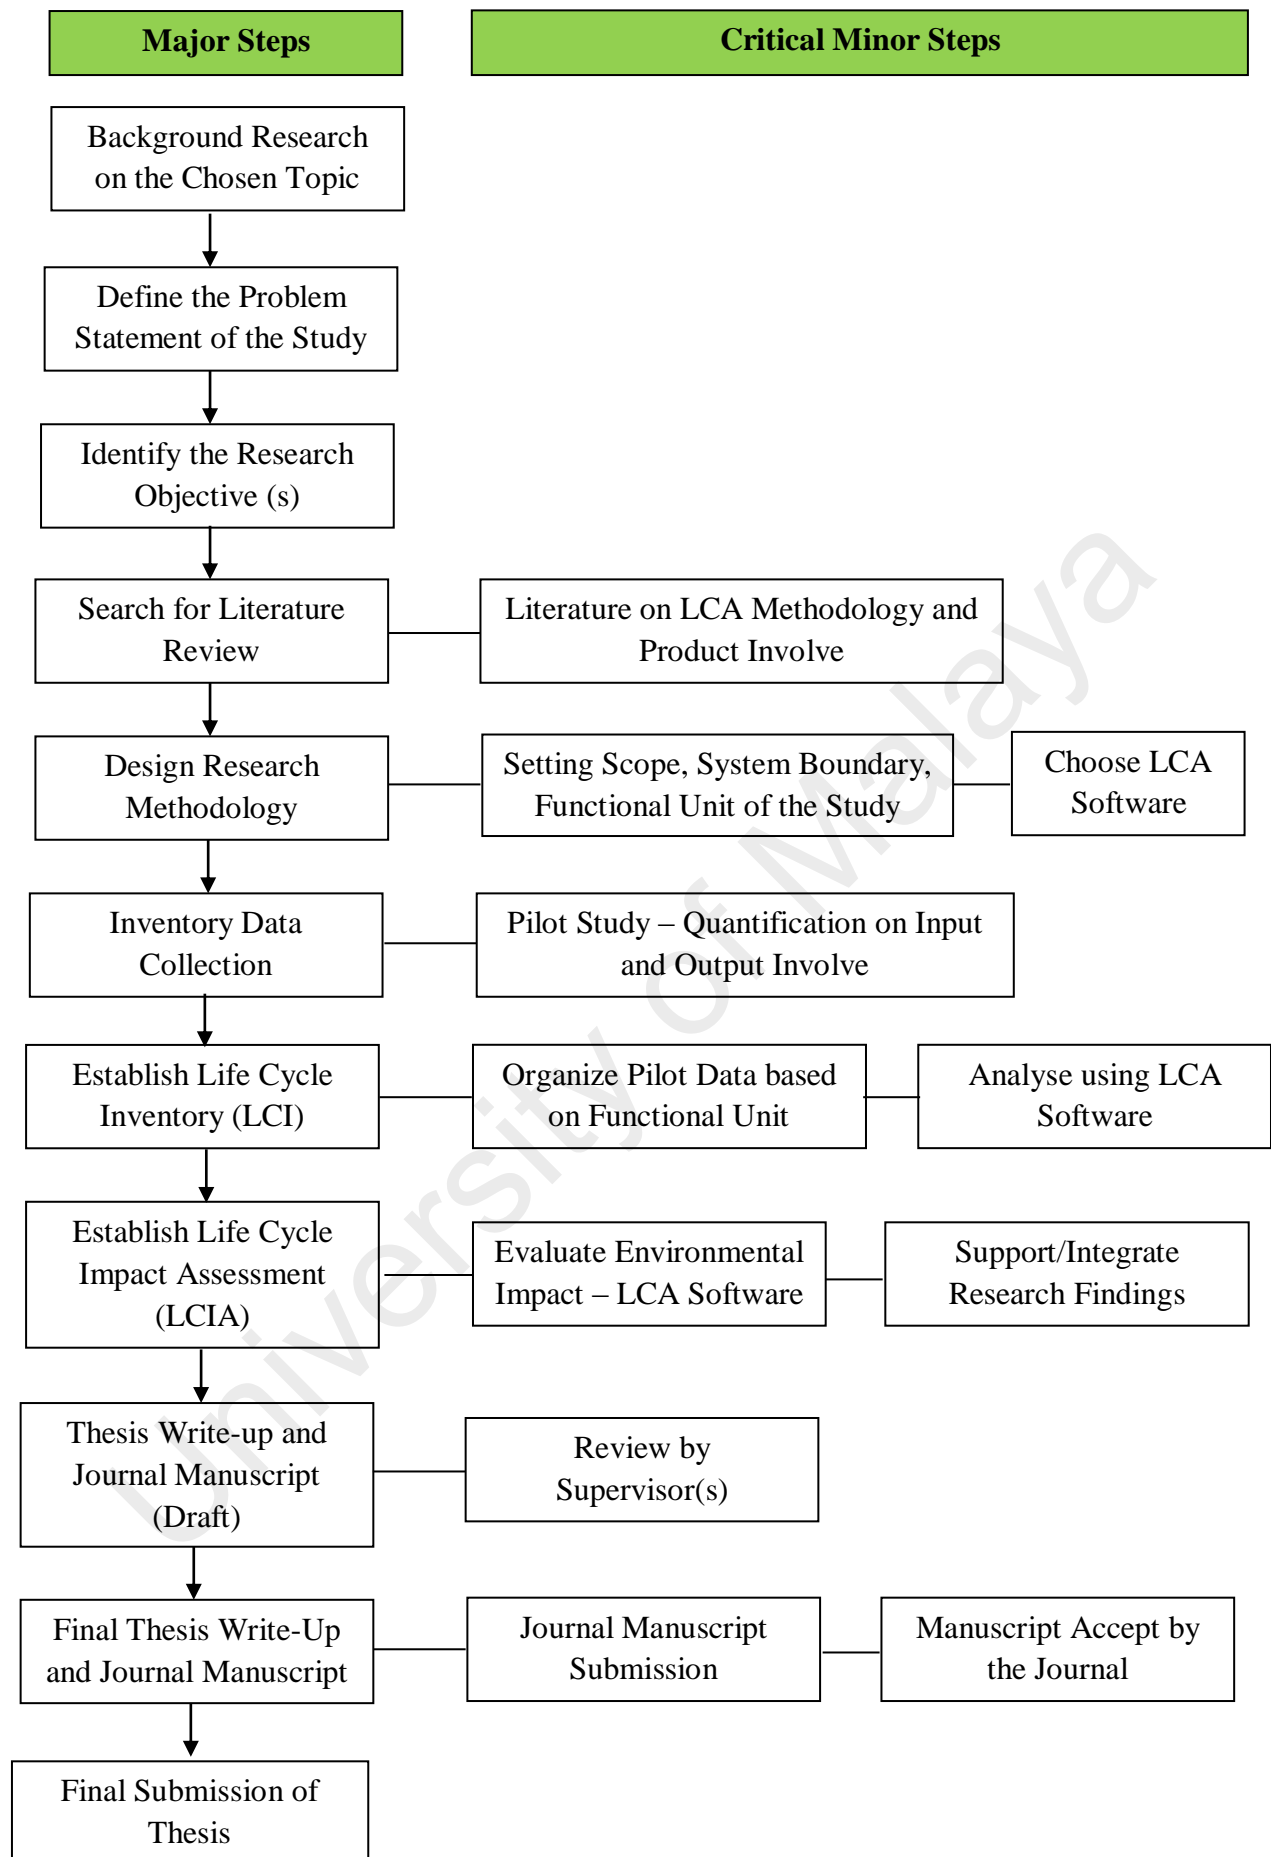 Major Steps
Critical Minor Steps
Background Research
on the Chosen Topic
Define the Problem
Statement of the Study
Identify the Research
Objective (s)
Search for Literature
Review
Literature on LCA Methodology and
Product Involve
Design Research
Methodology
Setting Scope, System Boundary,
Functional Unit of the Study
Choose LCA
Software
Inventory Data
Collection
Pilot Study – Quantification on Input
and Output Involve
Establish Life Cycle
Inventory (LCI)
Organize Pilot Data based
on Functional Unit
Analyse using LCA
Software
Establish Life Cycle
Impact Assessment
(LCIA)
Evaluate Environmental
Impact – LCA Software
Support/Integrate
Research Findings
Thesis Write-up and
Journal Manuscript
(Draft)
Review by
Supervisor(s)
Final Thesis Write-Up
and Journal Manuscript
Journal Manuscript
Submission
Manuscript Accept by
the Journal
Final Submission of
Thesis
University of Malaya